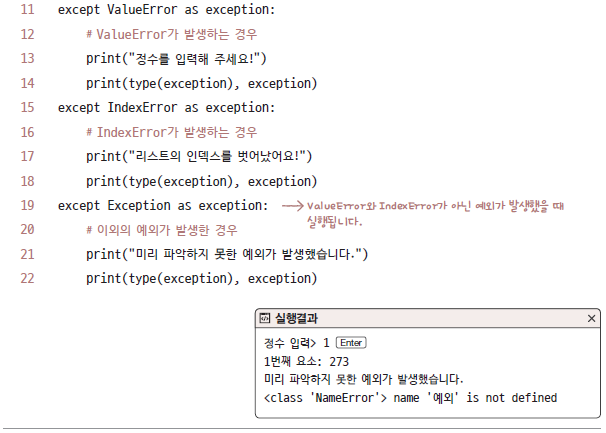 11 except ValueError as exception:
12     # ValueError가 발생하는 경우
13     print("정수를 입력해 주세요!")
14     print(type(exception), exception)
15 except IndexError as exception:
16     # IndexError가 발생하는 경우
17     print("리스트의 인덱스를 벗어났어요!")
18     print(type(exception), exception)
19 except Exception as exception: → ValueError와 IndexError가 아닌 예외가 발생했을 때
실행됩니다.
20     # 이외의 예외가 발생한 경우
21     print("미리 파악하지 못한 예외가 발생했습니다.")
22     print(type(exception), exception)
실행결과 ×
정수 입력> 1 Enter
1번째 요소: 273
미리 파악하지 못한 예외가 발생했습니다.
<class 'NameError'> name '예외' is not defined